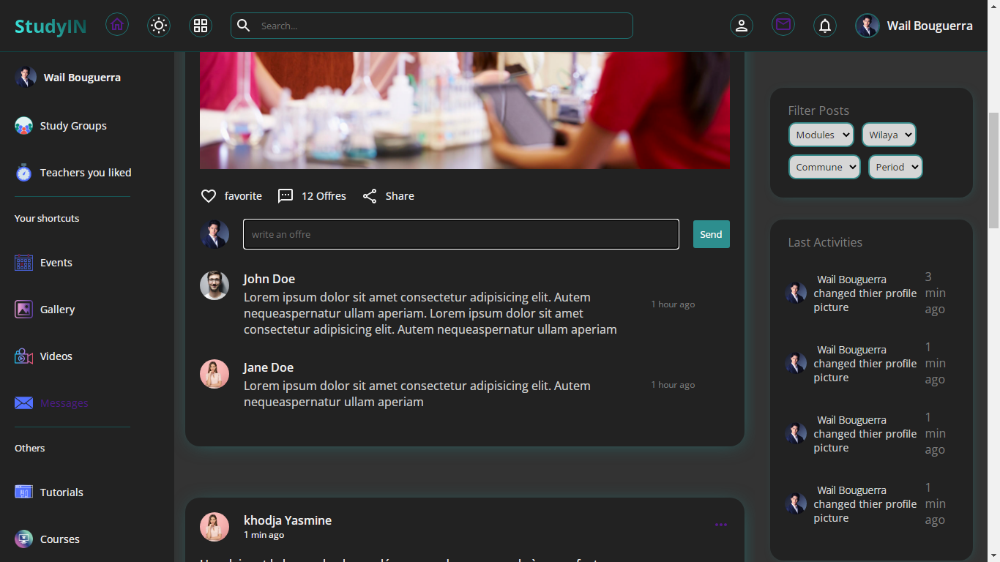 StudyIN
Search...
Wail Bouguerra
Wail Bouguerra
Study Groups
Teachers you liked
Your shortcuts
Events
Gallery
Videos
Messages
Others
Tutorials
Courses
favorite
12 Offres
Share
write an offre
Send
John Doe
Lorem ipsum dolor sit amet consectetur adipisicing elit. Autem
nequeaspernatur ullam aperiam. Lorem ipsum dolor sit amet
consectetur adipisicing elit. Autem nequeaspernatur ullam aperiam
1 hour ago
Jane Doe
Lorem ipsum dolor sit amet consectetur adipisicing elit. Autem
nequeaspernatur ullam aperiam
1 hour ago
khodja Yasmine
1 min ago
Filter Posts
Modules
Wilaya
Commune
Period
Last Activities
Wail Bouguerra
changed thier profile
picture
3
min
ago
Wail Bouguerra
changed thier profile
picture
1
min
ago
Wail Bouguerra
changed thier profile
picture
1
min
ago
Wail Bouguerra
changed thier profile
picture
1
min
ago